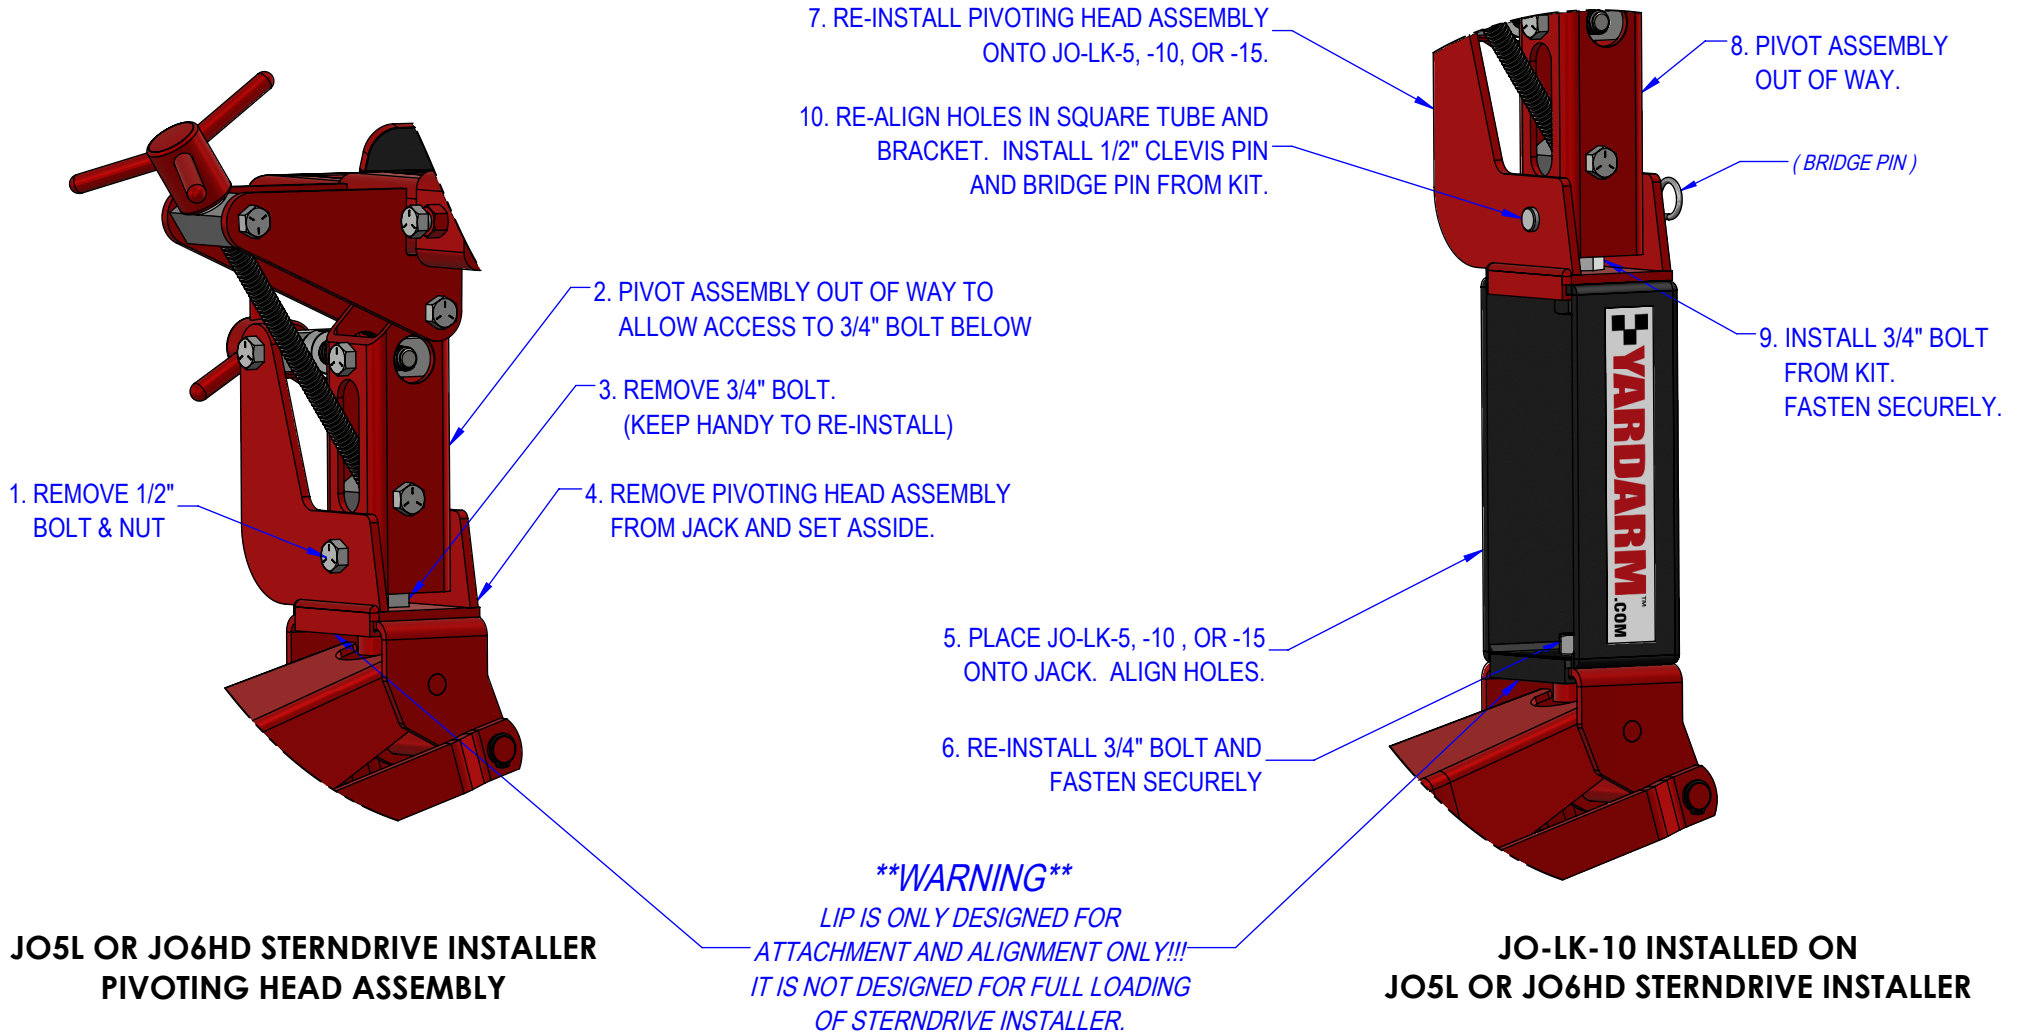 1. REMOVE 1/2"
BOLT & NUT
2. PIVOT ASSEMBLY OUT OF WAY TO
ALLOW ACCESS TO 3/4" BOLT BELOW
3. REMOVE 3/4" BOLT.
(KEEP HANDY TO RE-INSTALL)
4. REMOVE PIVOTING HEAD ASSEMBLY
FROM JACK AND SET ASSIDE.
5. PLACE JO-LK-5, -10 , OR -15
ONTO JACK.  ALIGN HOLES.
6. RE-INSTALL 3/4" BOLT AND
FASTEN SECURELY
7. RE-INSTALL PIVOTING HEAD ASSEMBLY
ONTO JO-LK-5, -10, OR -15.
8. PIVOT ASSEMBLY
OUT OF WAY.
9. INSTALL 3/4" BOLT
FROM KIT.
FASTEN SECURELY.
10. RE-ALIGN HOLES IN SQUARE TUBE AND
BRACKET.  INSTALL 1/2" CLEVIS PIN
AND BRIDGE PIN FROM KIT.
( BRIDGE PIN )
YARDARM™.COM
**WARNING**
LIP IS ONLY DESIGNED FOR
ATTACHMENT AND ALIGNMENT ONLY!!!
IT IS NOT DESIGNED FOR FULL LOADING
OF STERNDRIVE INSTALLER.
JO5L OR JO6HD STERNDRIVE INSTALLER
PIVOTING HEAD ASSEMBLY
JO-LK-10 INSTALLED ON
JO5L OR JO6HD STERNDRIVE INSTALLER